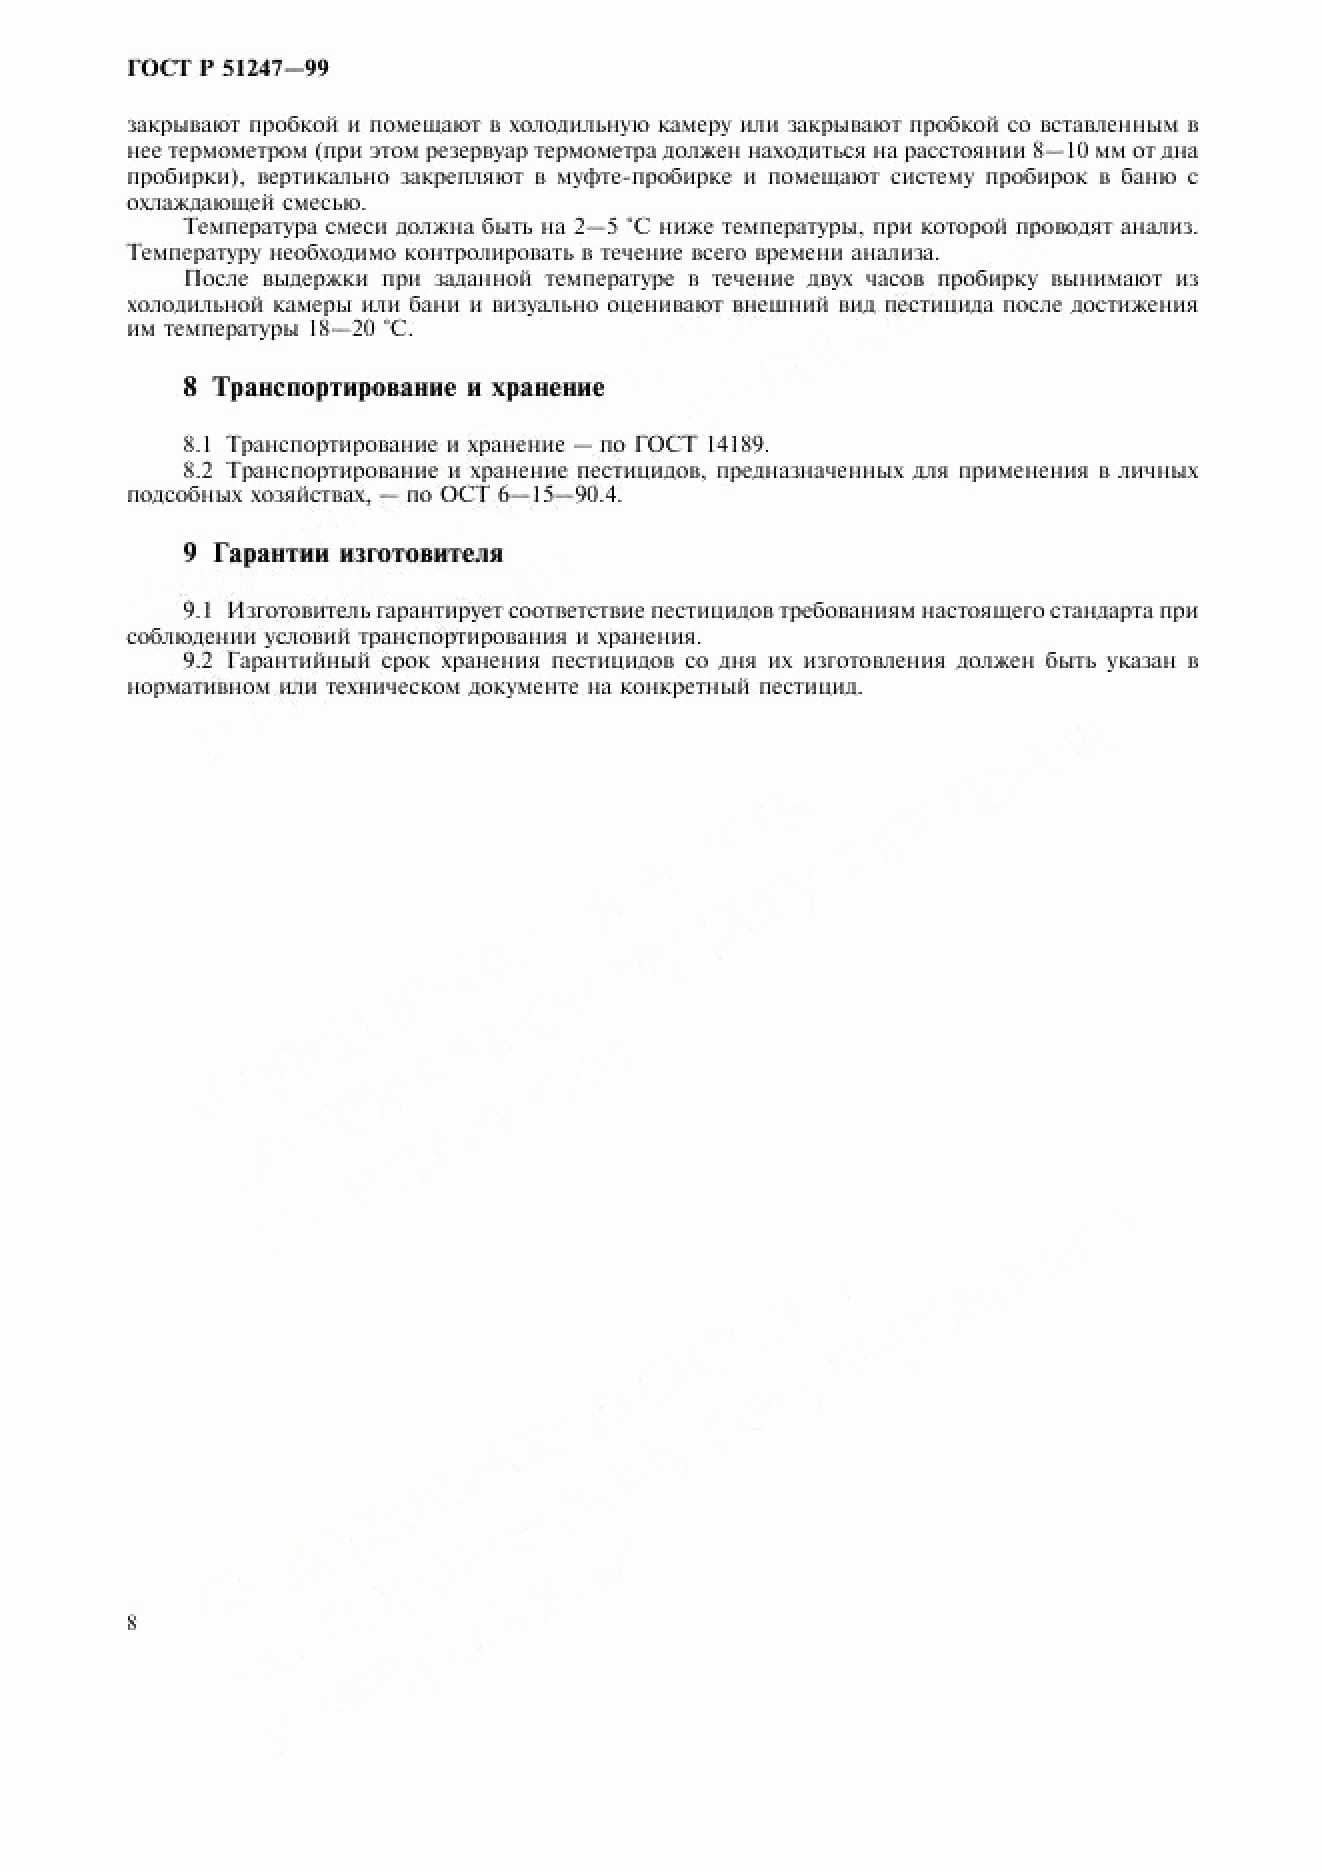 ГОСТ Р 51247—99
закрывают пробкой и помещают в холодильную камеру или закрывают пробкой со вставленным в
нее термометром (при этом резервуар термометра должен находиться на расстоянии 8—10 мм от дна
пробирки), вертикально закрепляют в муфте-пробирке и помещают систему пробирок в баню с
охлаждающей смесью.
Температура смеси должна быть на 2—5 °С ниже температуры, при которой проводят анализ.
Температуру необходимо контролировать в течение всего времени анализа.
После выдержки при заданной температуре в течение двух часов пробирку вынимают из
холодильной камеры или бани и визуально оценивают внешний вид пестицида после достижения
им температуры 18—20 °С.
8 Транспортирование и хранение
8.1 Транспортирование и хранение — по ГОСТ 14189.
8.2 Транспортирование и хранение пестицидов, предназначенных для применения в личных
подсобных хозяйствах, — по ОСТ 6—15—90.4.
9 Гарантии изготовителя
9.1 Изготовитель гарантирует соответствие пестицидов требованиям настоящего стандарта при
соблюдении условий транспортирования и хранения.
9.2 Гарантийный срок хранения пестицидов со дня их изготовления должен быть указан в
нормативном или техническом документе на конкретный пестицид.
8